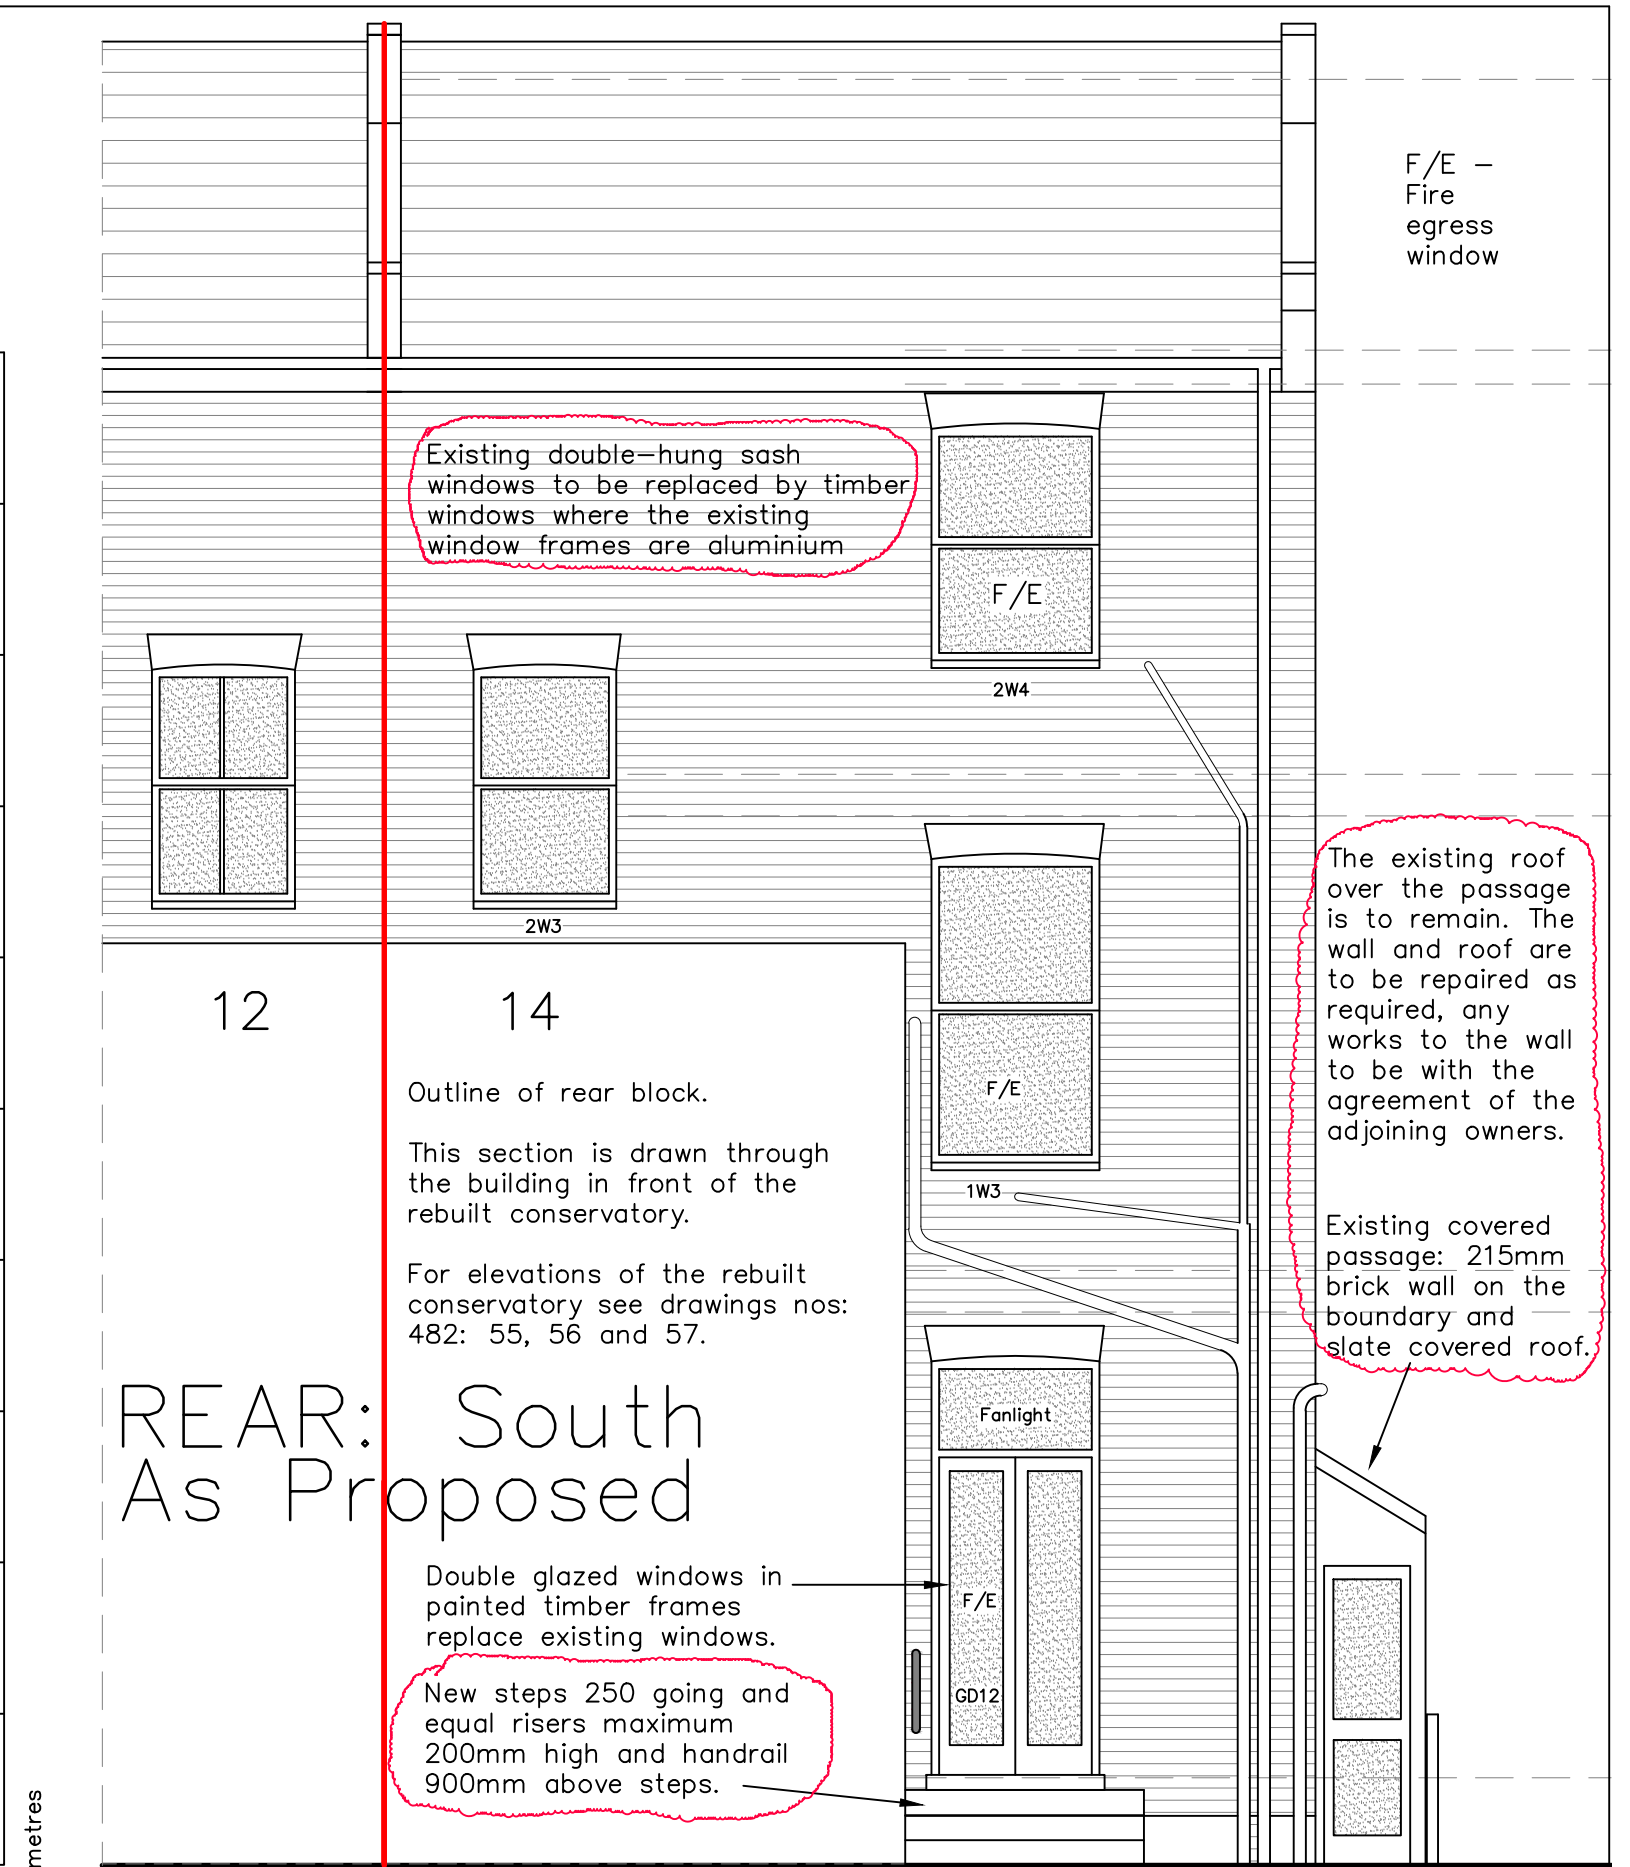 F/E –
Fire
egress
window
Existing double–hung sash
windows to be replaced by timber
windows where the existing
window frames are aluminium
F/E
2W4
2W3
12
14
The existing roof
over the passage
is to remain. The
wall and roof are
to be repaired as
required, any
works to the wall
to be with the
agreement of the
adjoining owners.
F/E
1W3
Outline of rear block.
This section is drawn through
the building in front of the
rebuilt conservatory.
For elevations of the rebuilt
conservatory see drawings nos:
482: 55, 56 and 57.
Existing covered
passage: 215mm
brick wall on the
boundary and
slate covered roof.
REAR: South
As Proposed
Fanlight
Double glazed windows in
painted timber frames
replace existing windows.
F/E
GD12
New steps 250 going and
equal risers maximum
200mm high and handrail
900mm above steps.
metres